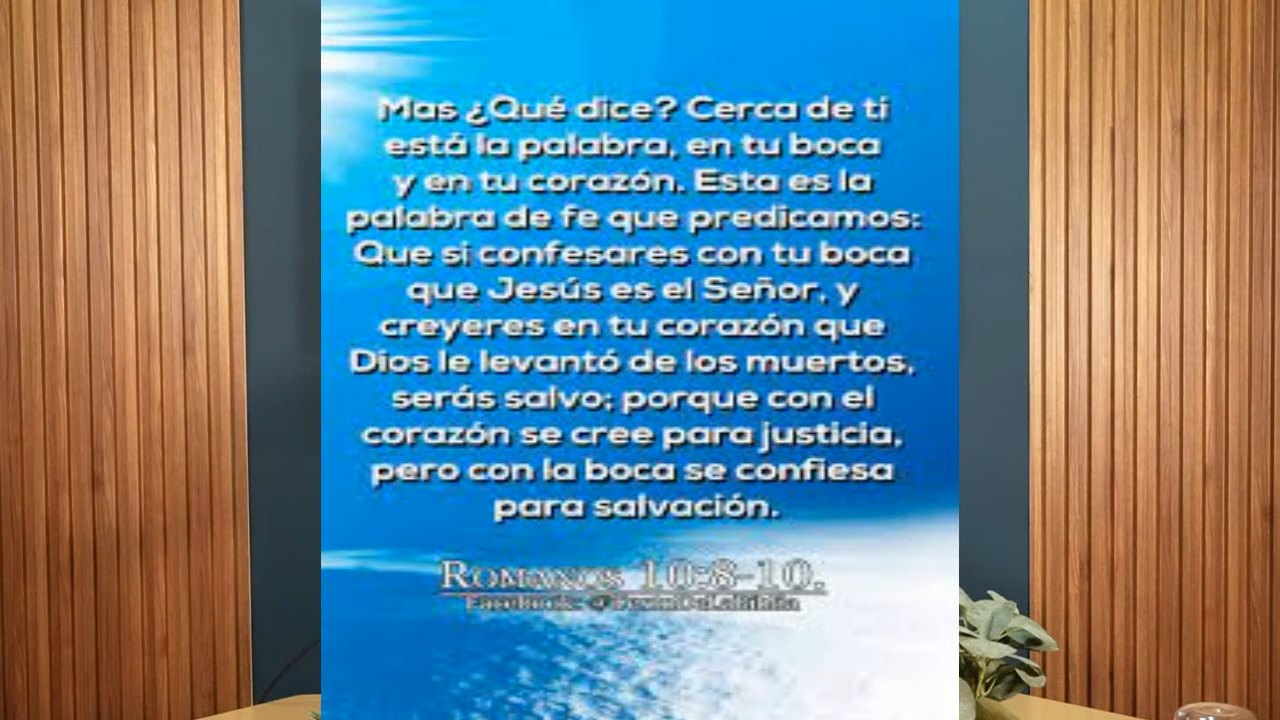 Mas ¿Qué dice? Cerca de ti
está la palabra, en tu boca
y en tu corazón. Esta es la
palabra de fe que predicamos:
Que si confesares con tu boca
que Jesús es el Señor, y
creyeres en tu corazón que
Dios le levantó de los muertos,
serás salvo; porque con el
corazón se cree para justicia,
pero con la boca se confiesa
para salvación.
Romanos 10:8-10.
Facebook: